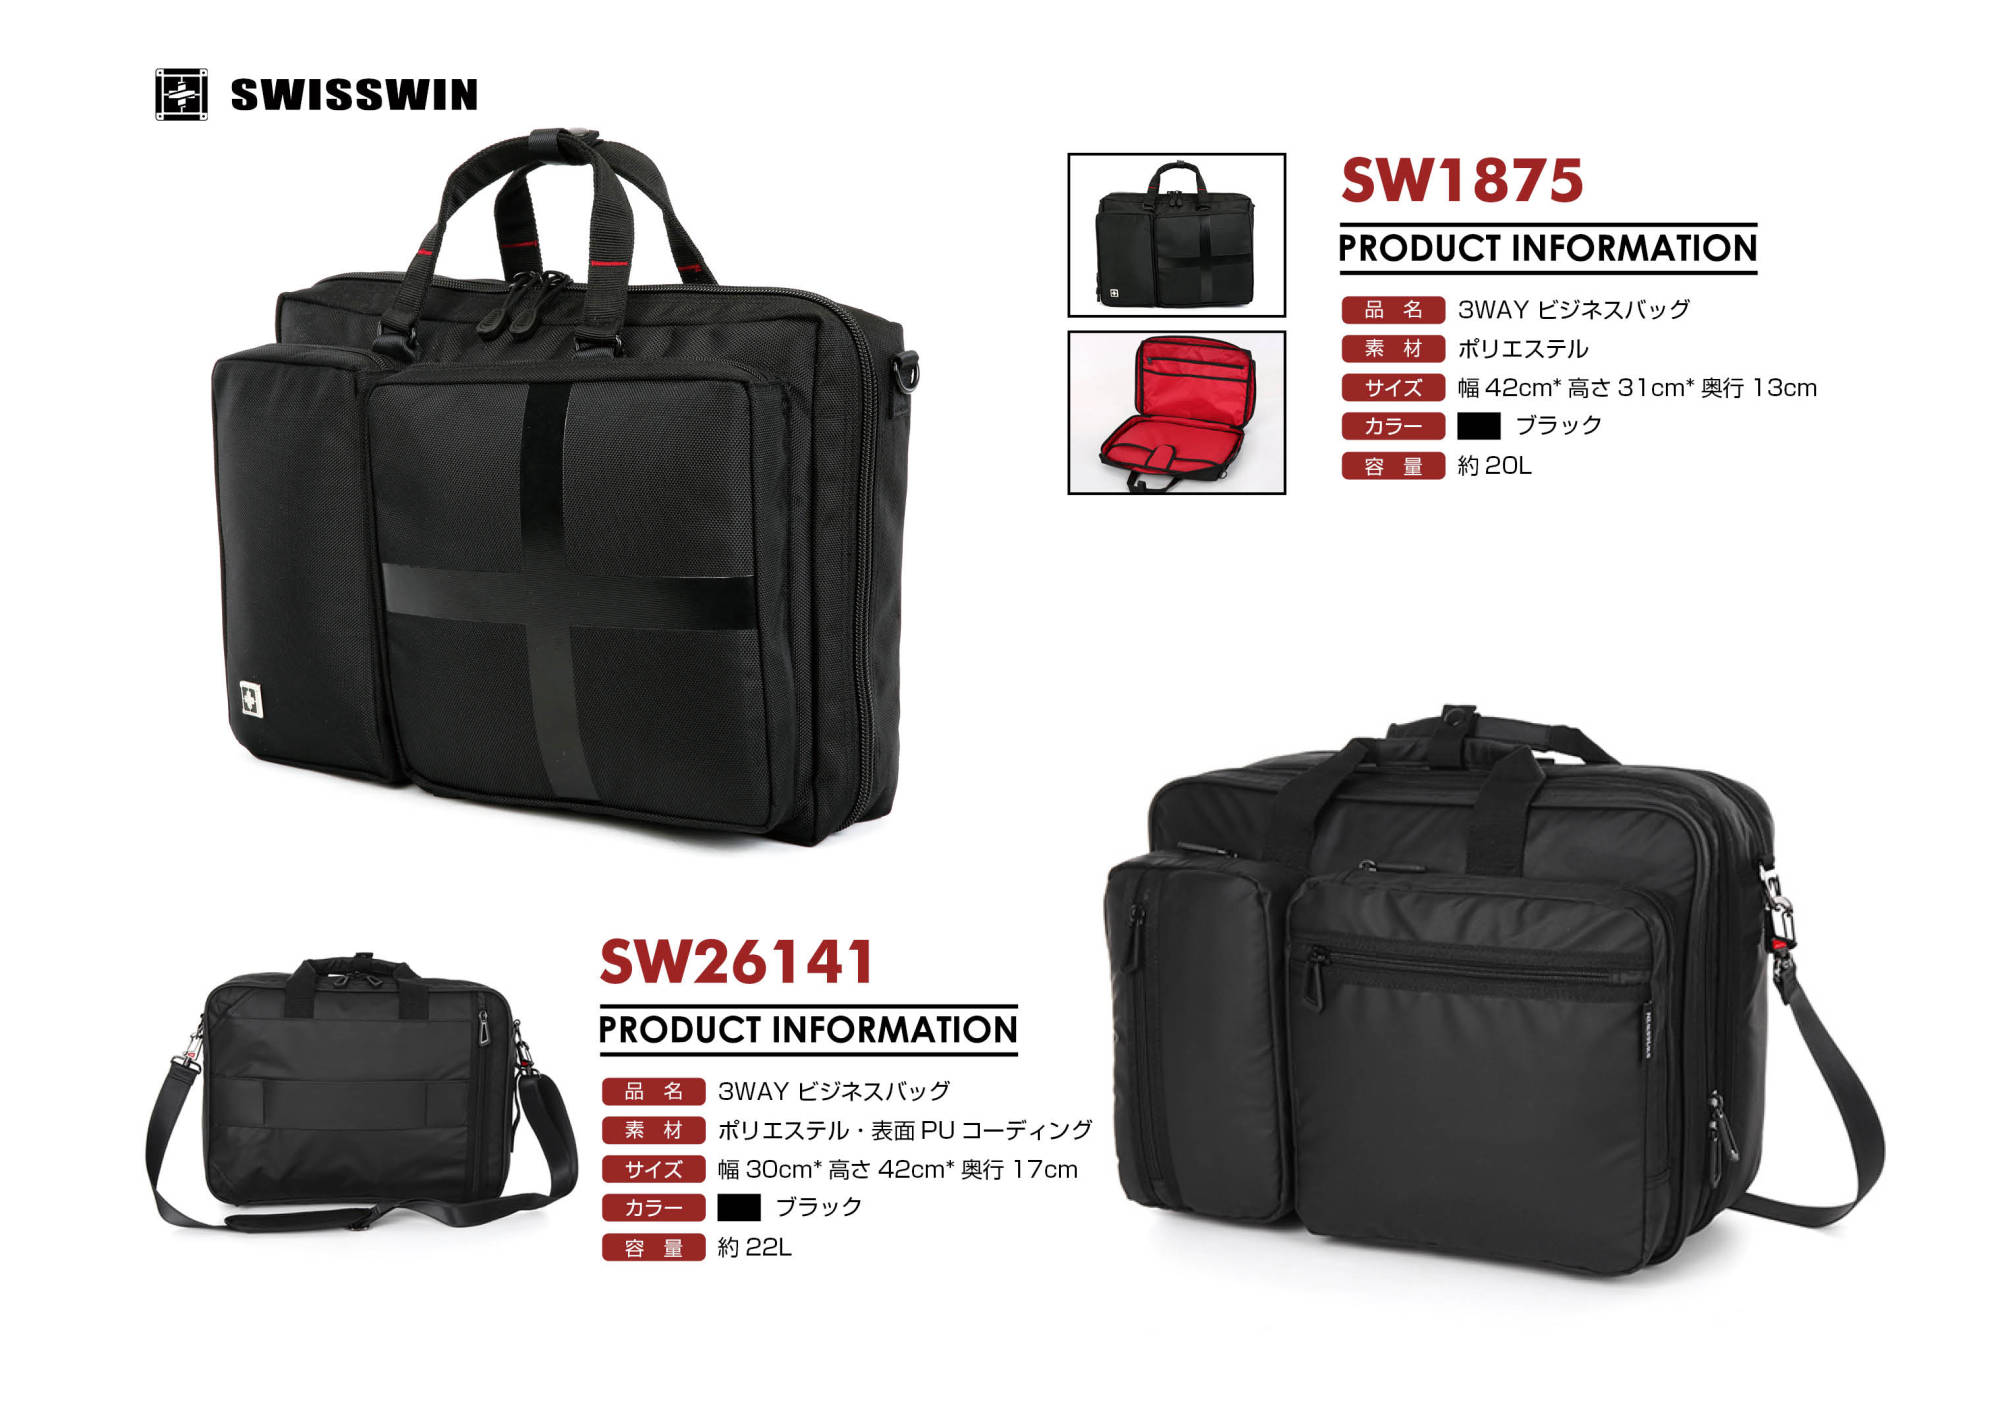 SWISSWIN
SW1875
PRODUCT INFORMATION
品名 3WAY ビジネスバッグ
素材 ポリエステル
サイズ 幅 42cm* 高さ 31cm* 奥行 13cm
カラー ブラック
容量 約 20L
SW26141
PRODUCT INFORMATION
品名 3WAY ビジネスバッグ
素材 ポリエステル・表面 PU コーディング
サイズ 幅 30cm* 高さ 42cm* 奥行 17cm
カラー ブラック
容量 約 22L